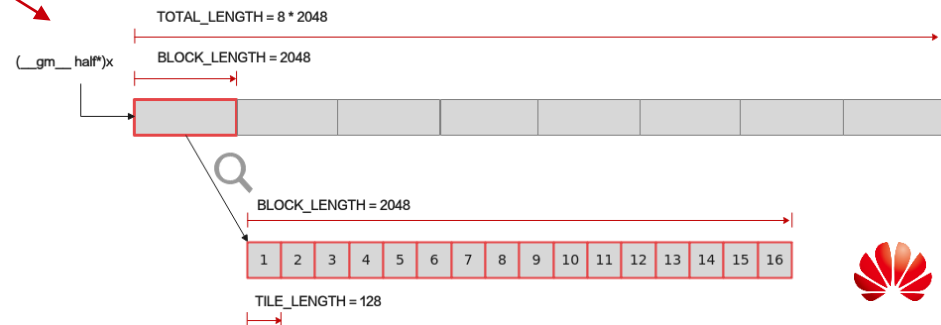 TOTAL_LENGTH = 8 * 2048
(__gm__ half*)x
BLOCK_LENGTH = 2048
BLOCK_LENGTH = 2048
1 2 3 4 5 6 7 8 9 10 11 12 13 14 15 16
TILE_LENGTH = 128